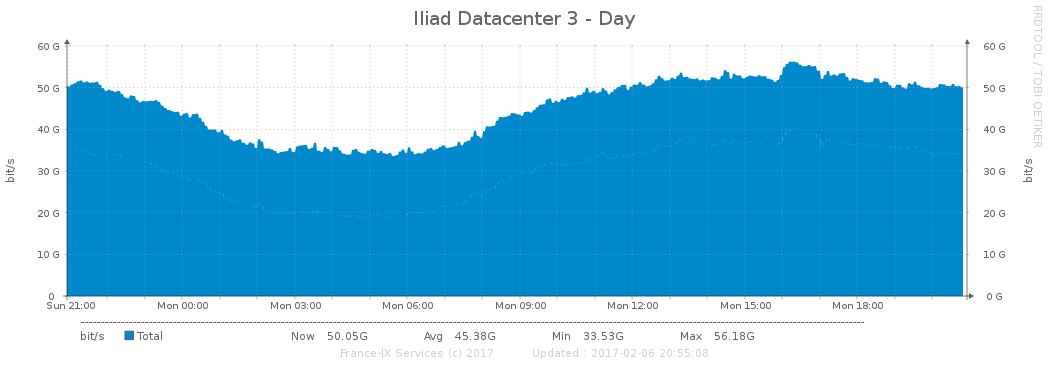 Iliad Datacenter 3 - Day
RRDTOOL / TOBI OETIKER
60 G 60 G
50 G 50 G
40 G 40 G
30 G 30 G
20 G 20 G
10 G 10 G
0 0 G
bit/s bit/s
Sun 21:00 Mon 00:00 Mon 03:00 Mon 06:00 Mon 09:00 Mon 12:00 Mon 15:00 Mon 18:00
bit/s Total Now 50.05G Avg 45.38G Min 33.53G Max 56.18G
France-IX Services (c) 2017 Updated : 2017-02-06 20:55:08